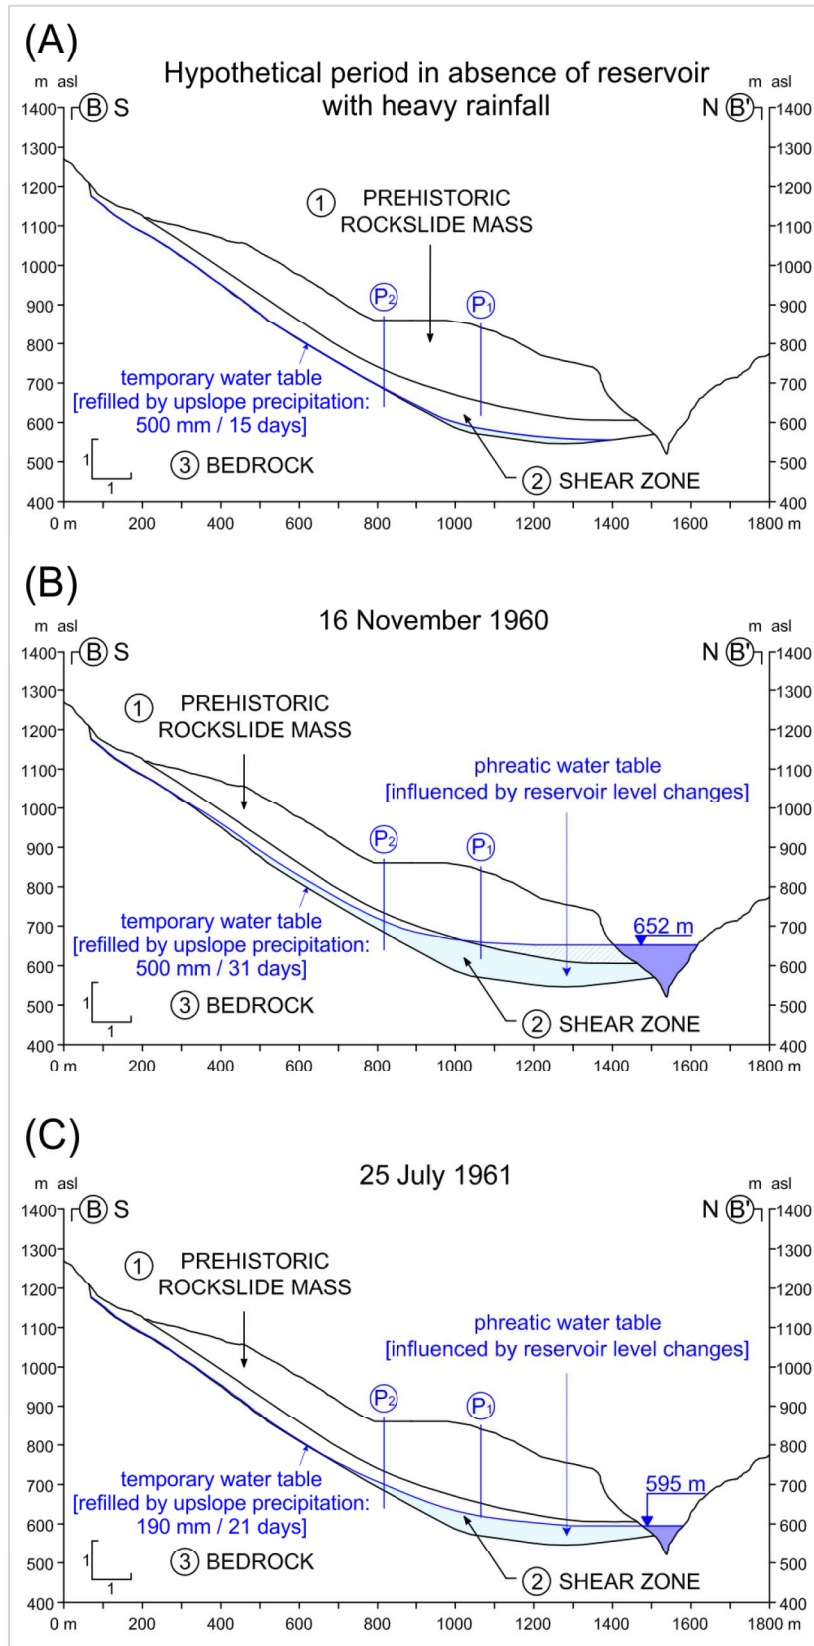 (A)
Hypothetical period in absence of reservoir
with heavy rainfall
m asl
m asl
1400 B S
N B' 1400
1300
1300
1200
1200
1 PREHISTORIC
ROCKSLIDE MASS
1100
1100
1000
1000
900
P2
P1
900
800
800
temporary water table
[refilled by upslope precipitation:
500 mm / 15 days]
700
700
600
600
1
1
3 BEDROCK
2 SHEAR ZONE
500
500
400
400
0 m 200 400 600 800 1000 1200 1400 1600 1800 m
(B)
16 November 1960
m asl
m asl
1400 B S
N B' 1400
1300
1300
1 PREHISTORIC
ROCKSLIDE MASS
1200
1200
1100
1100
phreatic water table
[influenced by reservoir level changes]
1000
1000
900
P2
P1
900
800
800
temporary water table
[refilled by upslope precipitation:
500 mm / 31 days]
652 m
700
700
600
600
1
1
3 BEDROCK
2 SHEAR ZONE
500
500
400
400
0 m 200 400 600 800 1000 1200 1400 1600 1800 m
(C)
25 July 1961
m asl
m asl
1400 B S
N B' 1400
1300
1300
1 PREHISTORIC
ROCKSLIDE MASS
1200
1200
1100
1100
phreatic water table
[influenced by reservoir level changes]
1000
1000
900
P2
P1
900
800
800
temporary water table
[refilled by upslope precipitation:
190 mm / 21 days]
595 m
700
700
600
600
1
1
3 BEDROCK
2 SHEAR ZONE
500
500
400
400
0 m 200 400 600 800 1000 1200 1400 1600 1800 m